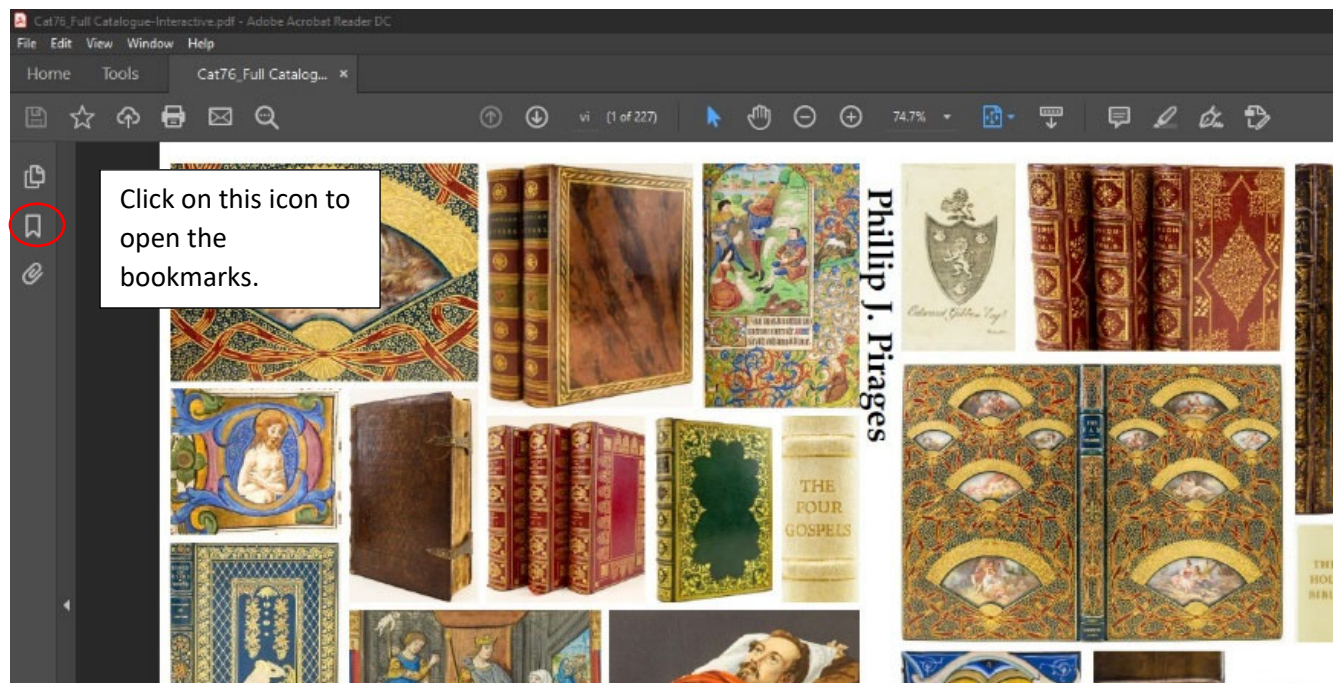 Cat76_Full Catalogue-Interactive.pdf - Adobe Acrobat Reader DC
File Edit View Window Help
Home Tools Cat76_Full Catalog... ×
vi (1 of 227) 74.7%
Click on this icon to
open the
bookmarks.
Phillip J. Pirages
THE
FOUR
GOSPELS